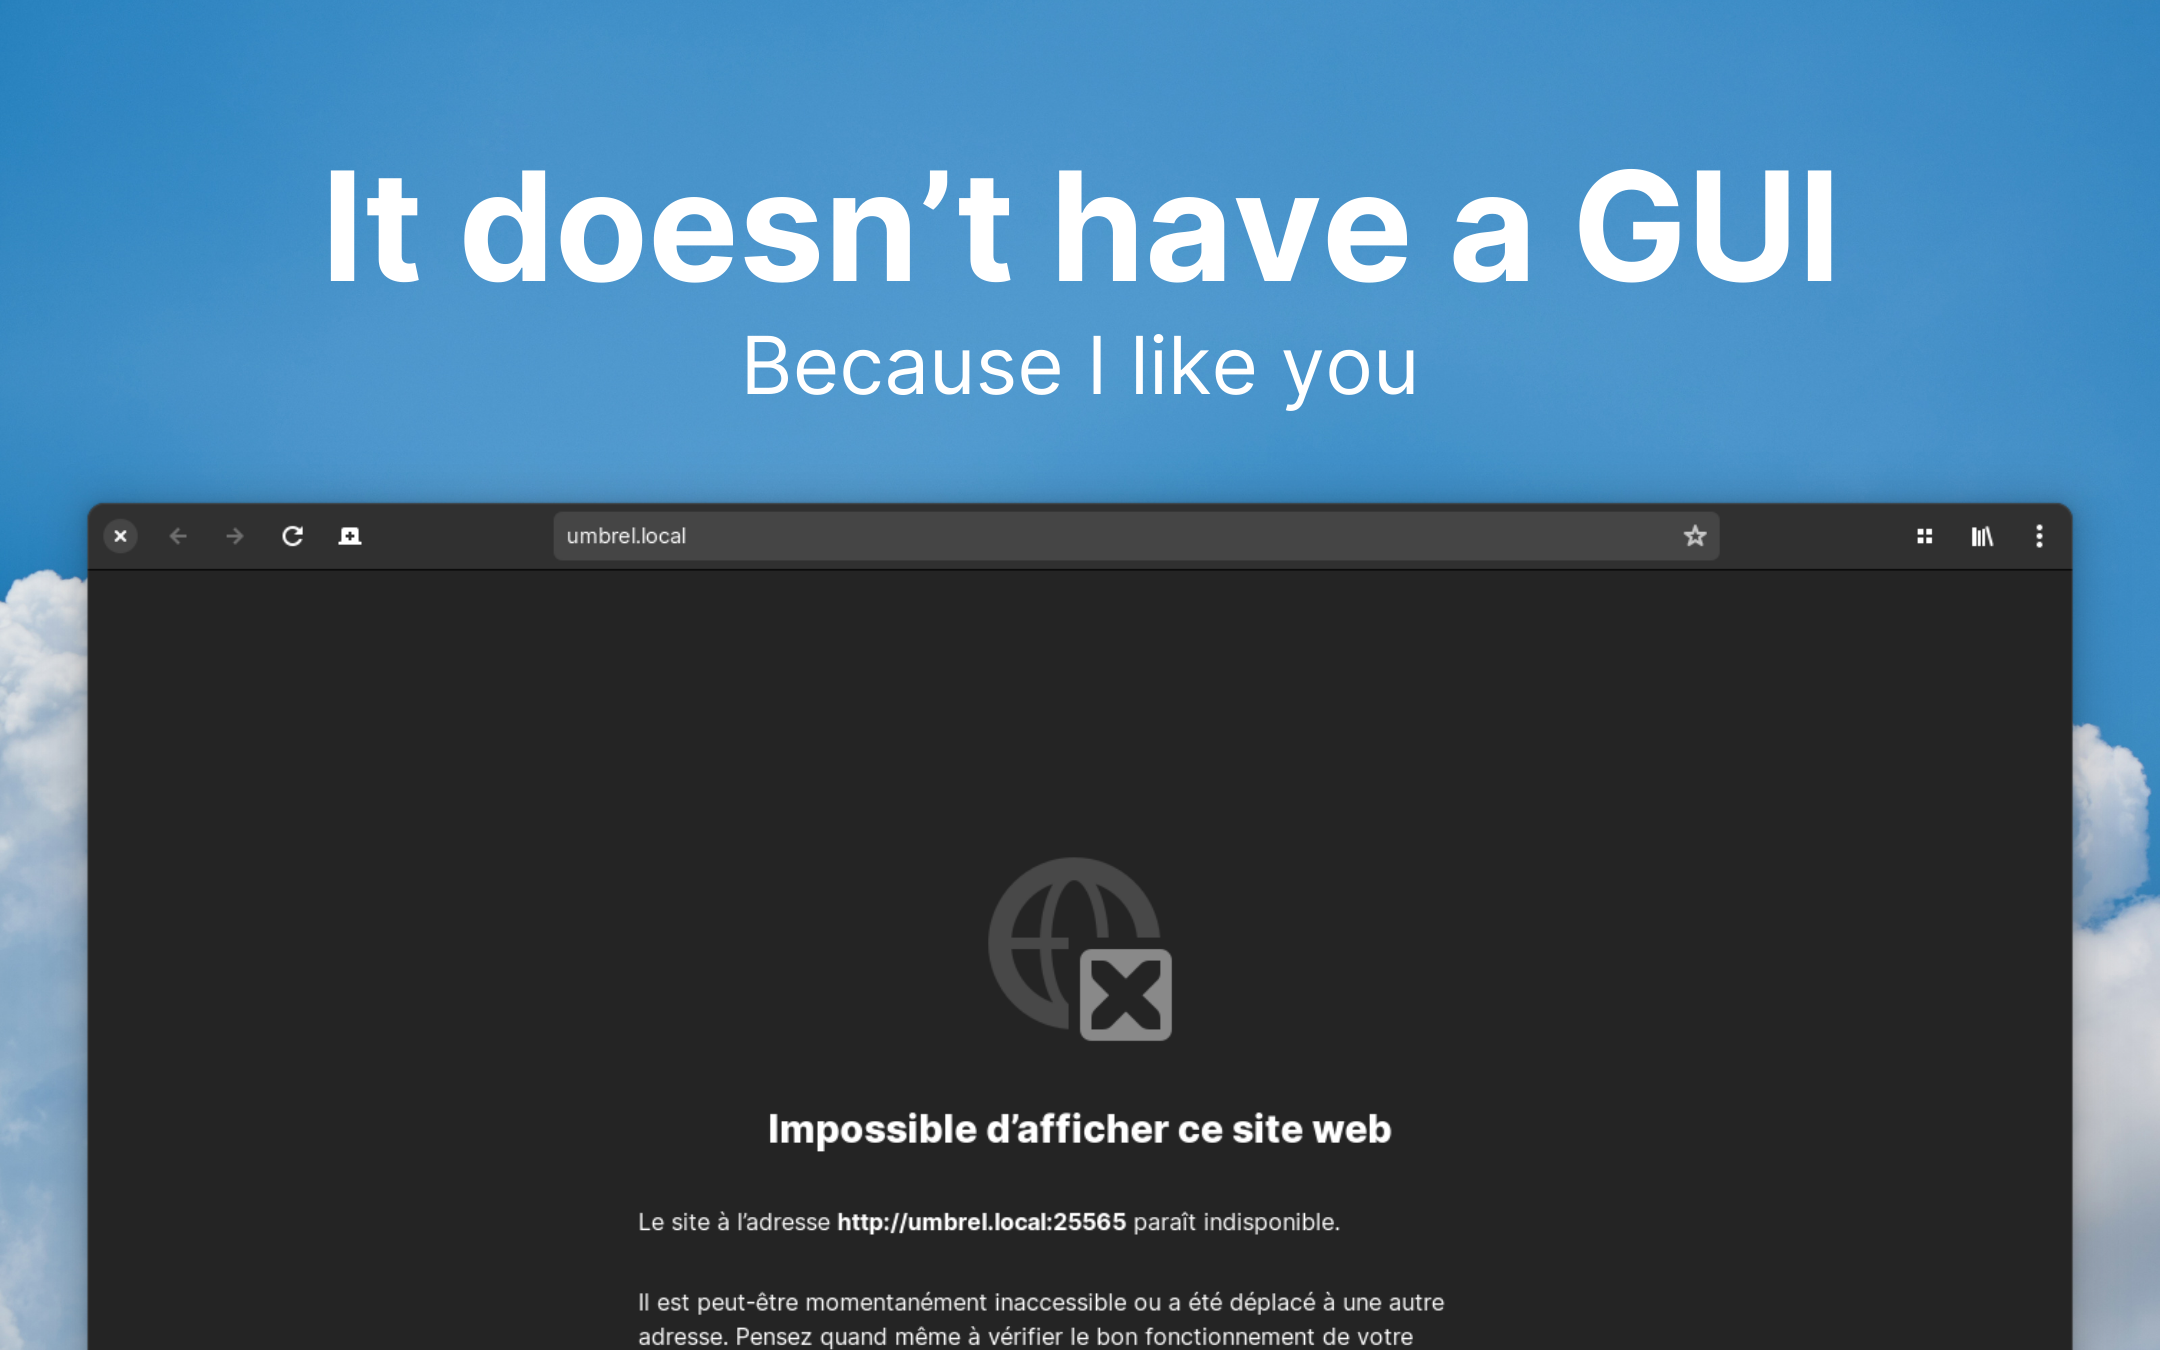 It doesn’t have a GUI
Because I like you
umbrel.local
Impossible d’afficher ce site web
Le site à l’adresse http://umbrel.local:25565 paraît indisponible.
Il est peut-être momentanément inaccessible ou a été déplacé à une autre
adresse. Pensez quand même à vérifier le bon fonctionnement de votre